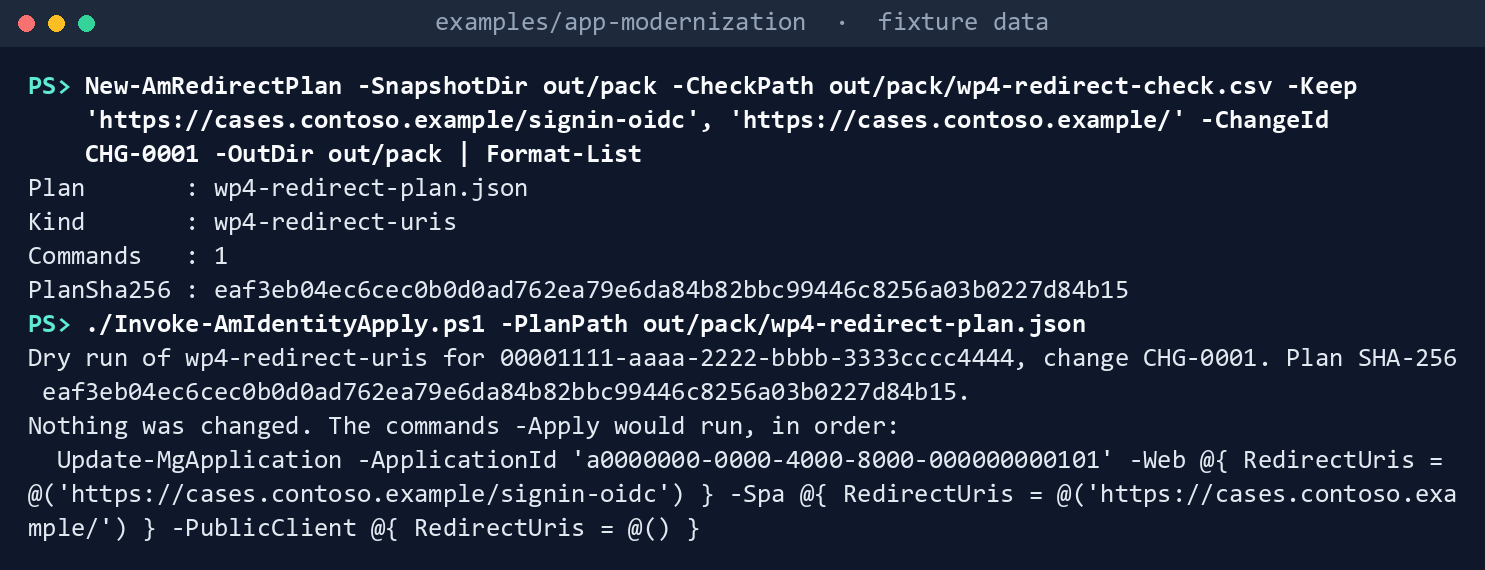 examples/app-modernization · fixture data
PS> New-AmRedirectPlan -SnapshotDir out/pack -CheckPath out/pack/wp4-redirect-check.csv -Keep
'https://cases.contoso.example/signin-oidc', 'https://cases.contoso.example/' -ChangeId
CHG-0001 -OutDir out/pack | Format-List
Plan       : wp4-redirect-plan.json
Kind       : wp4-redirect-uris
Commands   : 1
PlanSha256 : eaf3eb04ec6cec0b0d0ad762ea79e6da84b82bbc99446c8256a03b0227d84b15
PS> ./Invoke-AmIdentityApply.ps1 -PlanPath out/pack/wp4-redirect-plan.json
Dry run of wp4-redirect-uris for 00001111-aaaa-2222-bbbb-3333cccc4444, change CHG-0001. Plan SHA-256
eaf3eb04ec6cec0b0d0ad762ea79e6da84b82bbc99446c8256a03b0227d84b15.
Nothing was changed. The commands -Apply would run, in order:
Update-MgApplication -ApplicationId 'a0000000-0000-4000-8000-000000000101' -Web @{ RedirectUris =
@('https://cases.contoso.example/signin-oidc') } -Spa @{ RedirectUris = @('https://cases.contoso.exa
mple/') } -PublicClient @{ RedirectUris = @() }